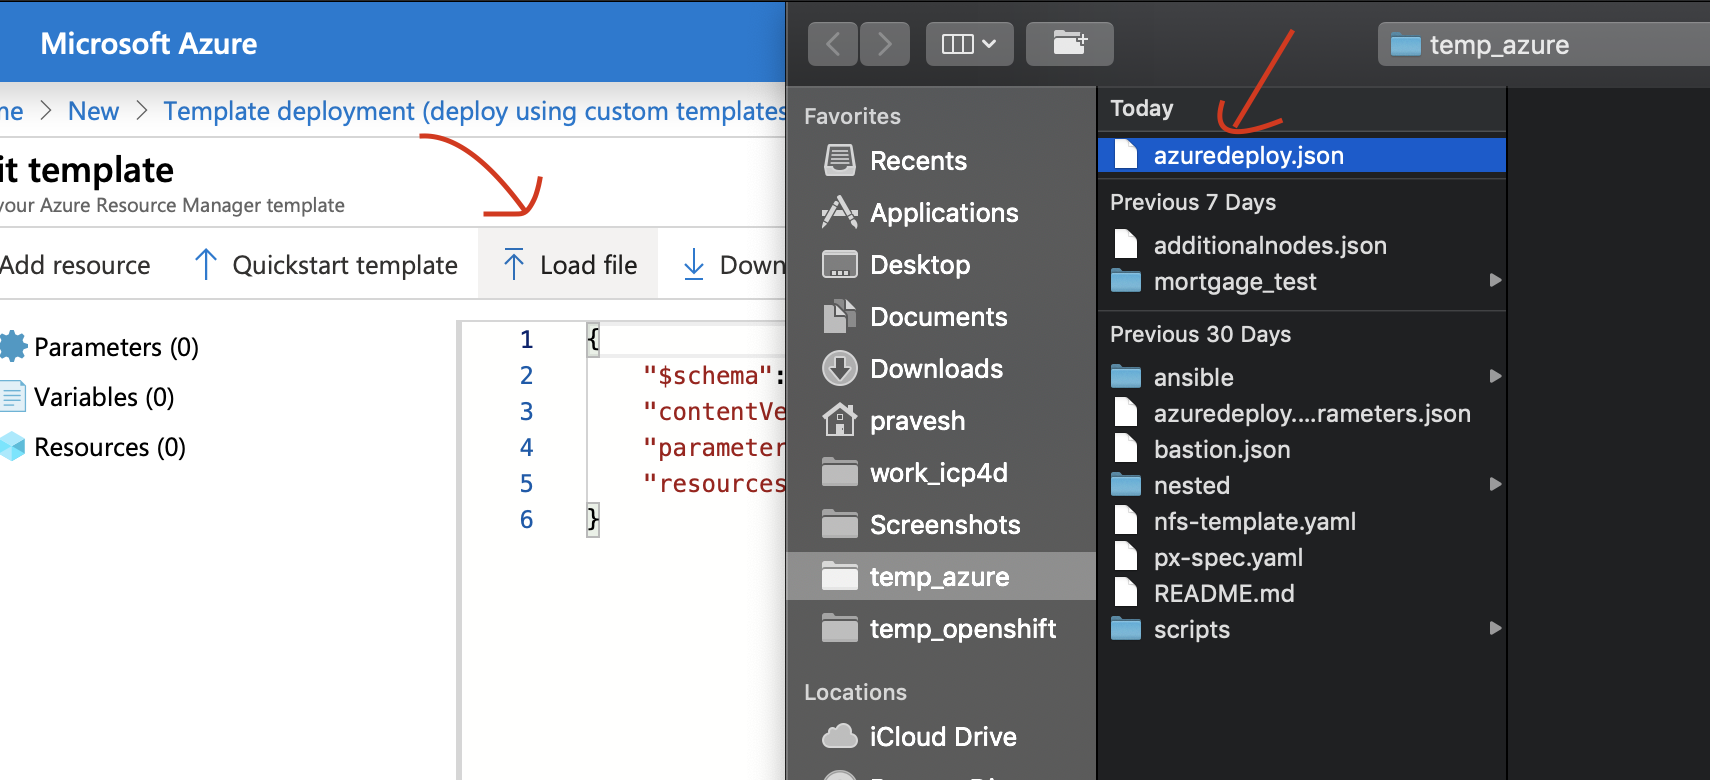 Microsoft Azure
New > Template deployment (deploy using custom templates
template
your Azure Resource Manager template
Add resource
Quickstart template
Load file
Parameters (0)
Variables (0)
Resources (0)
1 {
2 "$schema":
3 "contentVe
4 "parameter
5 "resources
6 }
temp_azure
Favorites
Recents
Applications
Desktop
Documents
Downloads
pravesh
work_icp4d
Screenshots
temp_azure
temp_openshift
Locations
iCloud Drive
Today
azuredeploy.json
Previous 7 Days
additionalnodes.json
mortgage_test
Previous 30 Days
ansible
azuredeploy....rameters.json
bastion.json
nested
nfs-template.yaml
px-spec.yaml
README.md
scripts